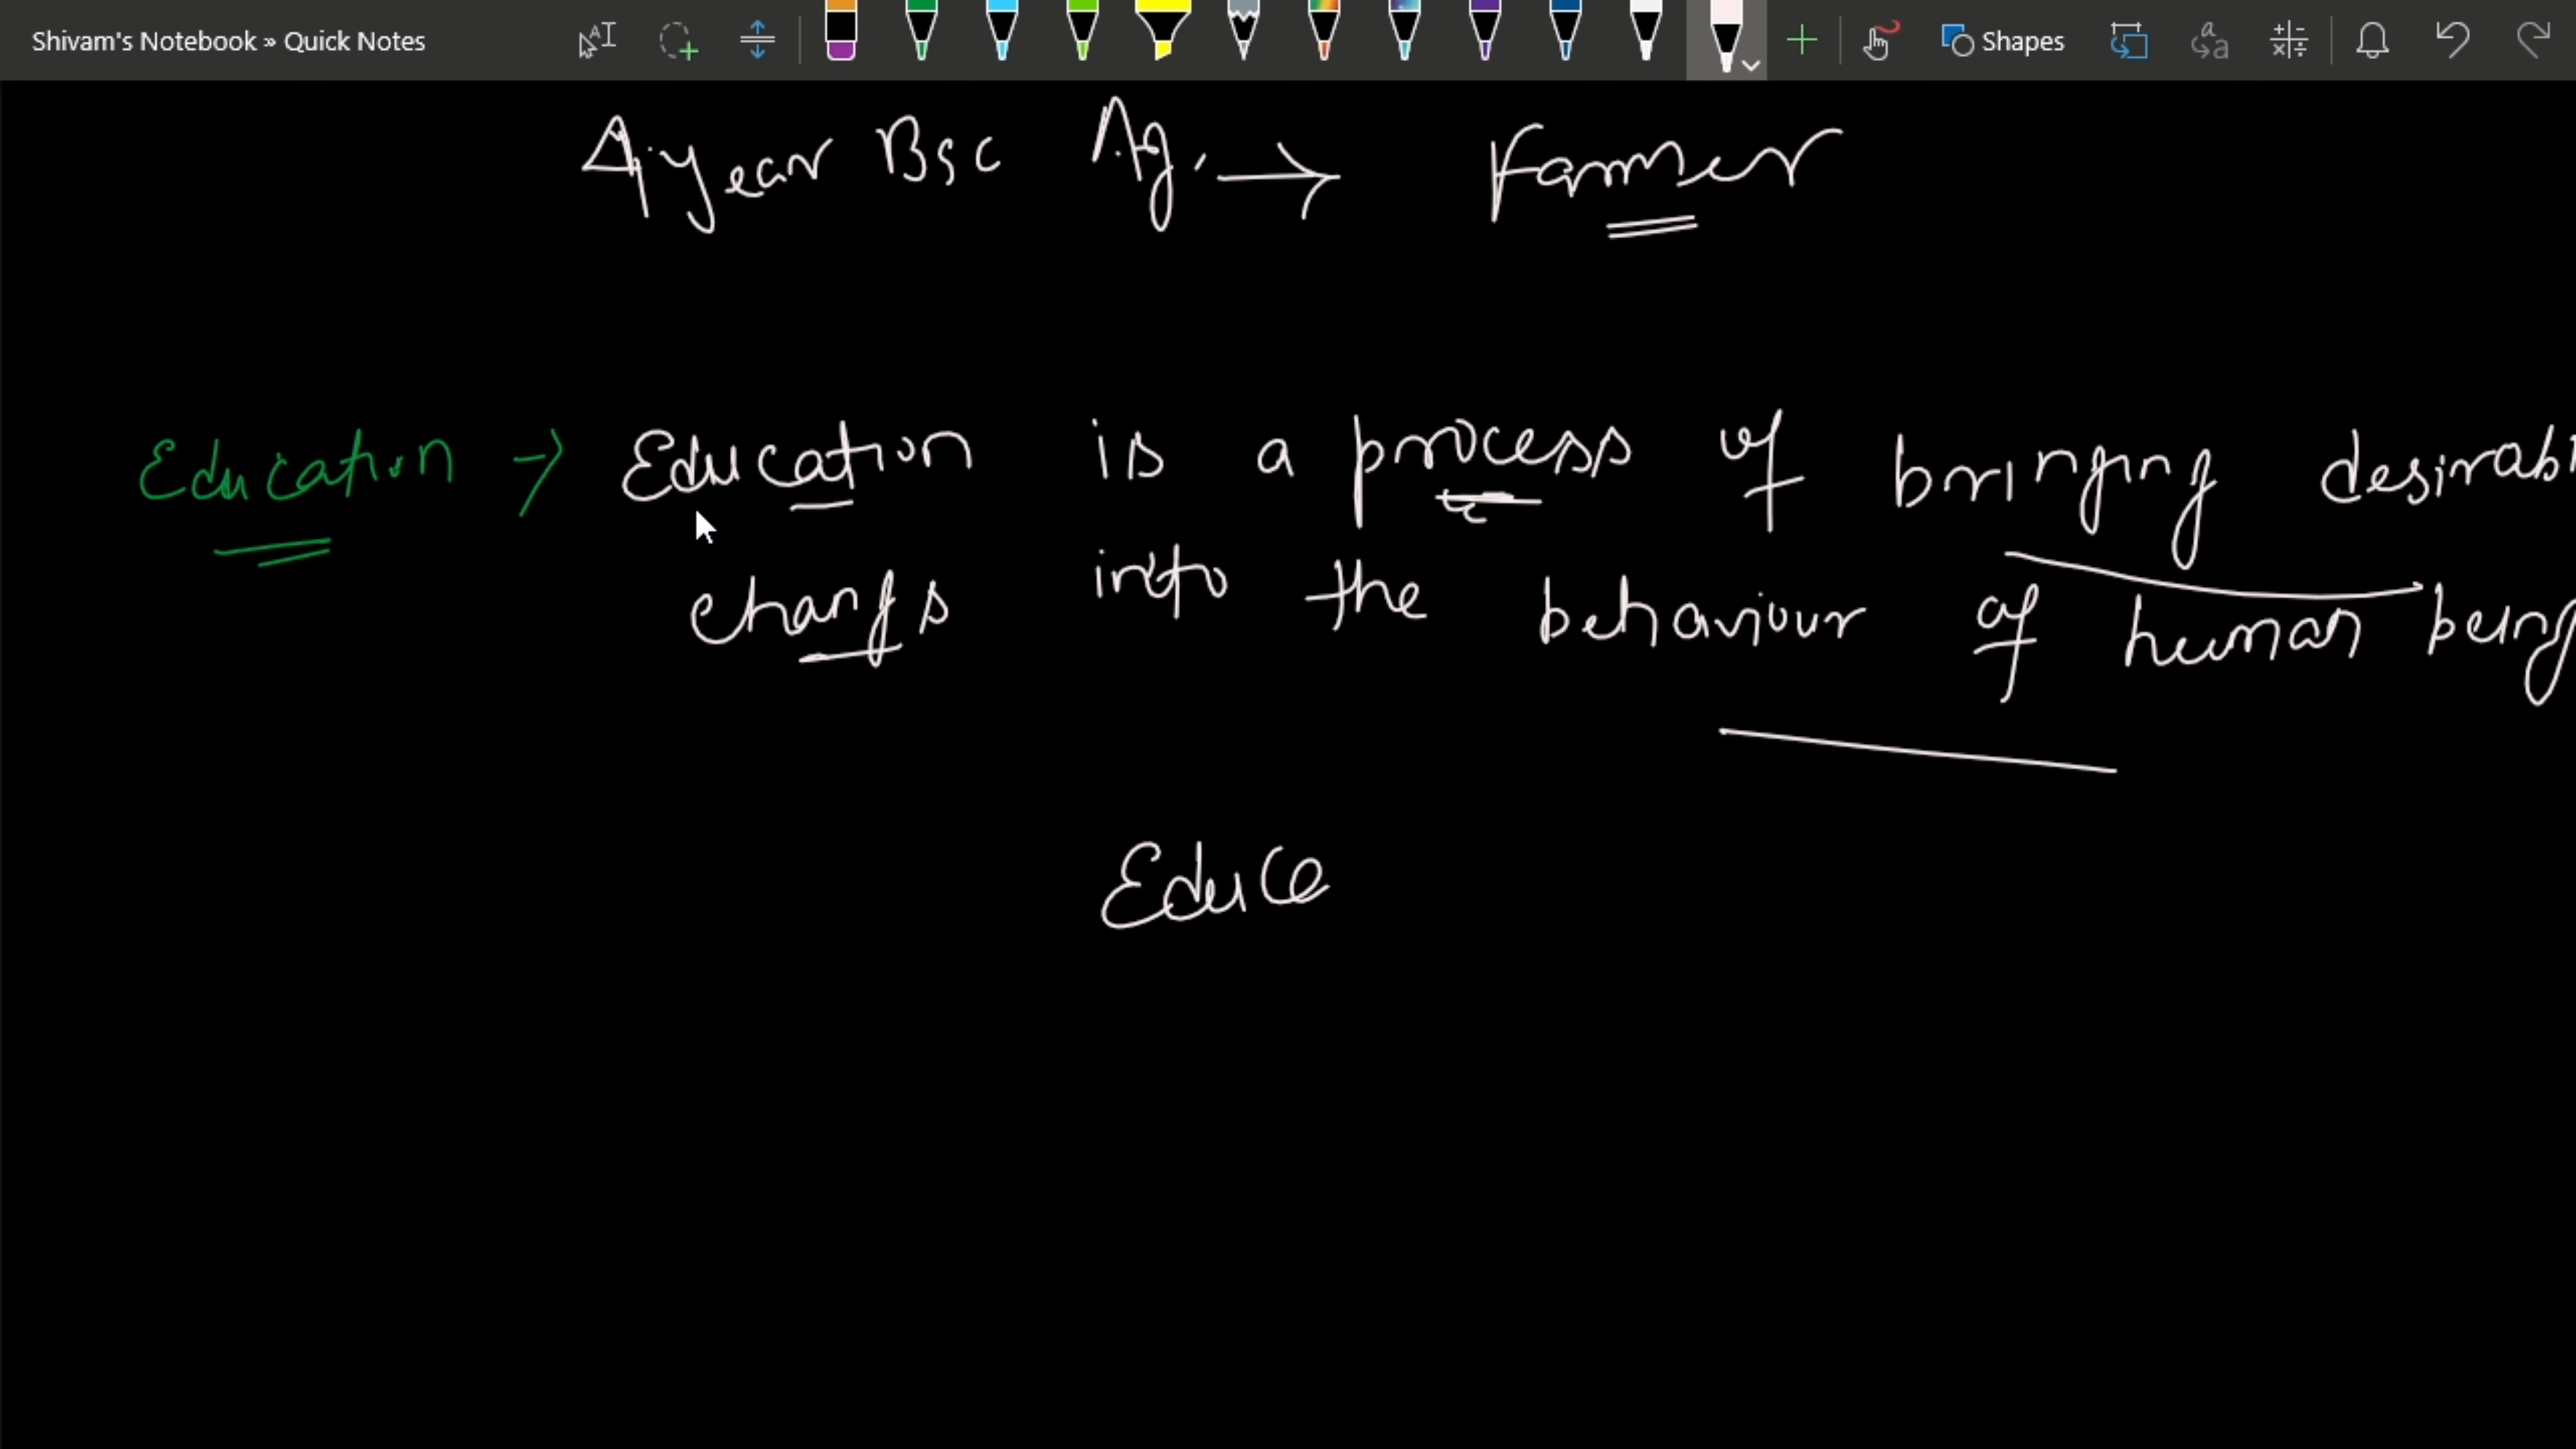 Shivam's Notebook » Quick Notes
Shapes
4 year Bsc Ag. → Farmer
Education → Education is a process of bringing desirabl
changs into the behaviour of human being
Educe